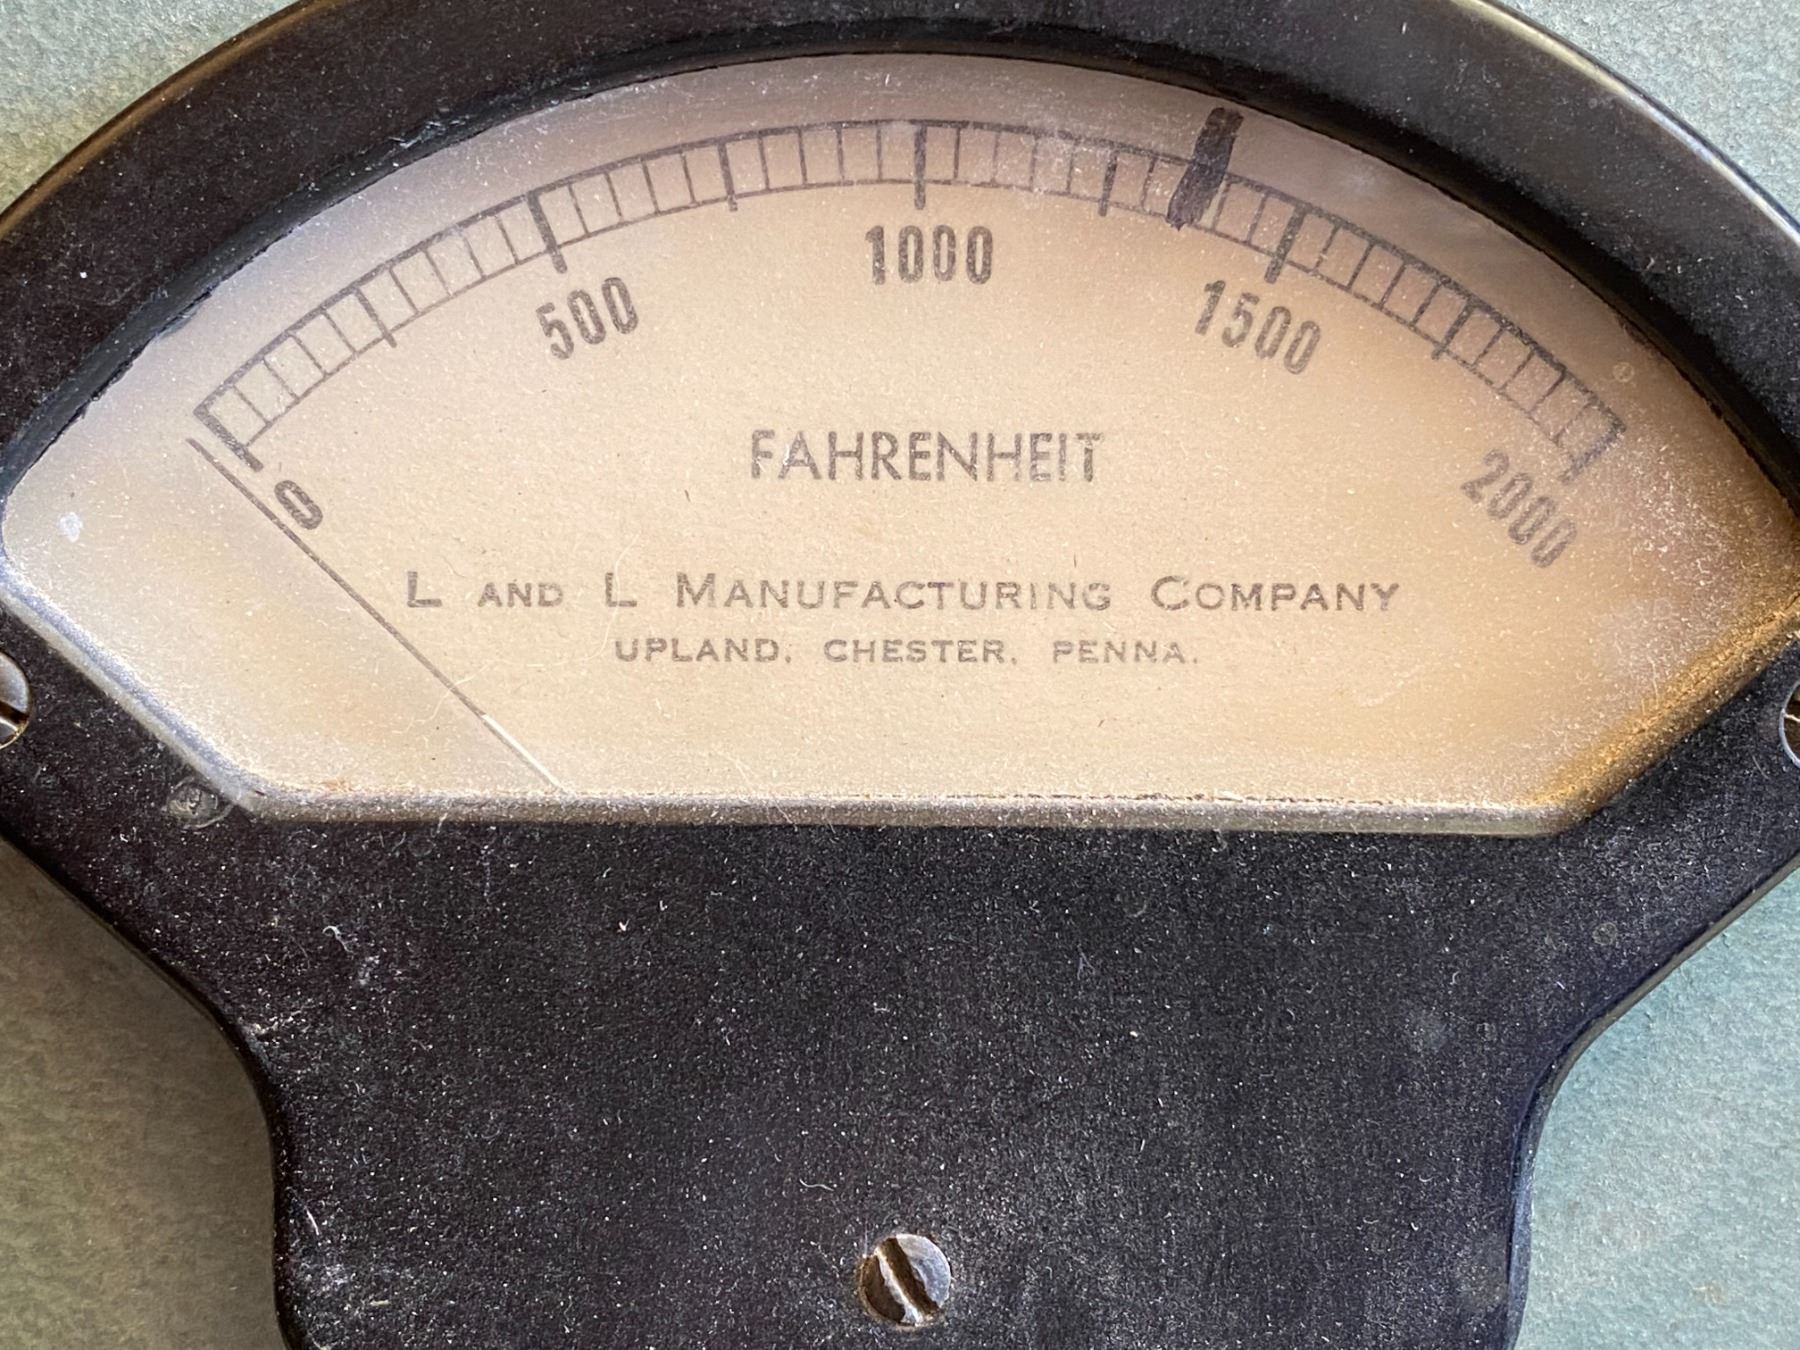 0 500 1000 1500 2000
FAHRENHEIT
L AND L MANUFACTURING COMPANY
UPLAND, CHESTER, PENNA.